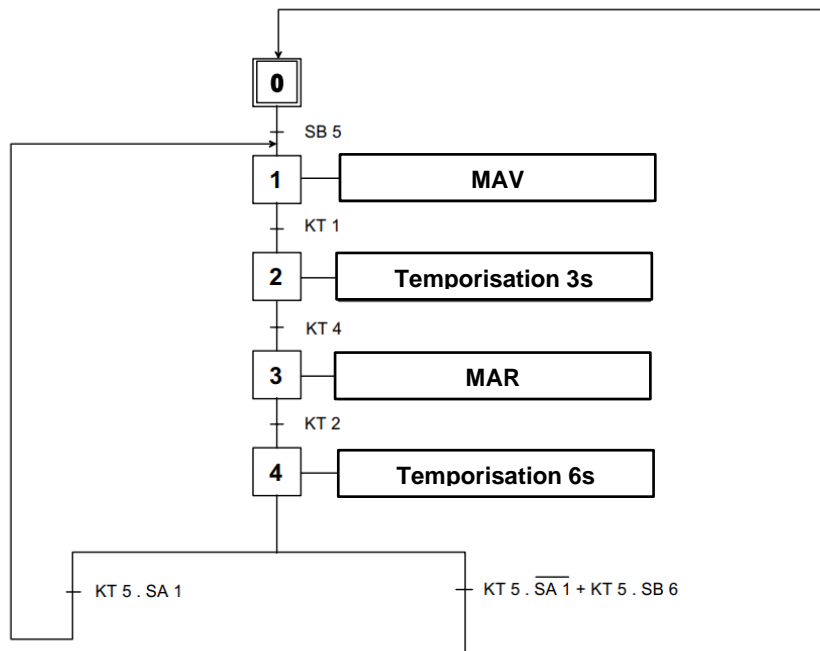 0
SB 5
1 MAV
KT 1
2 Temporisation 3s
KT 4
3 MAR
KT 2
4 Temporisation 6s
KT 5 . SA 1 KT 5 . S̅A̅ ̅1̅ + KT 5 . SB 6